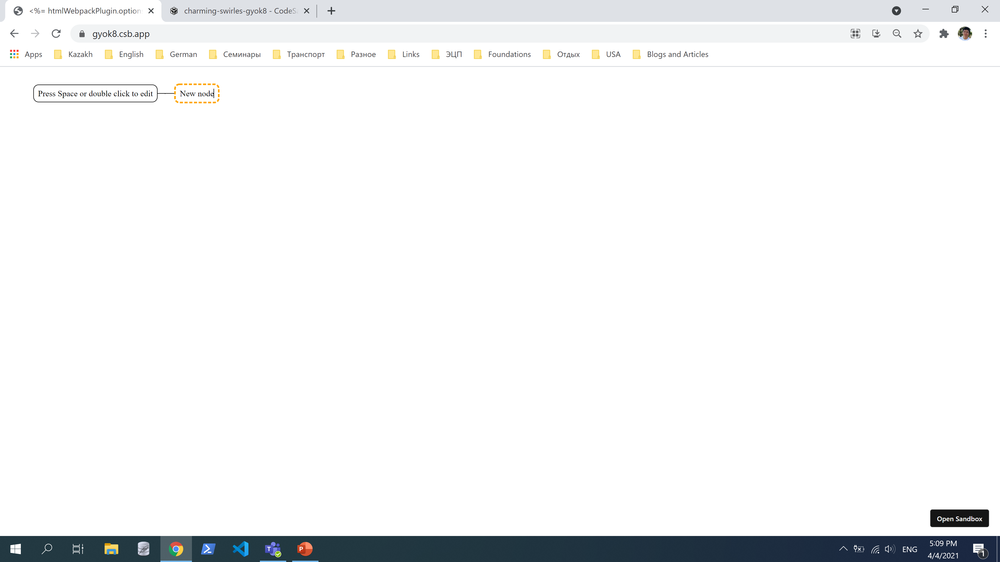 <%= htmlWebpackPlugin.option
charming-swirles-gyok8 - CodeS
gyok8.csb.app
Apps Kazakh English German Семинары Транспорт Разное Links ЭЦП Foundations Отдых USA Blogs and Articles
Press Space or double click to edit New node
Open Sandbox
T
P
ENG
5:09 PM
4/4/2021
1